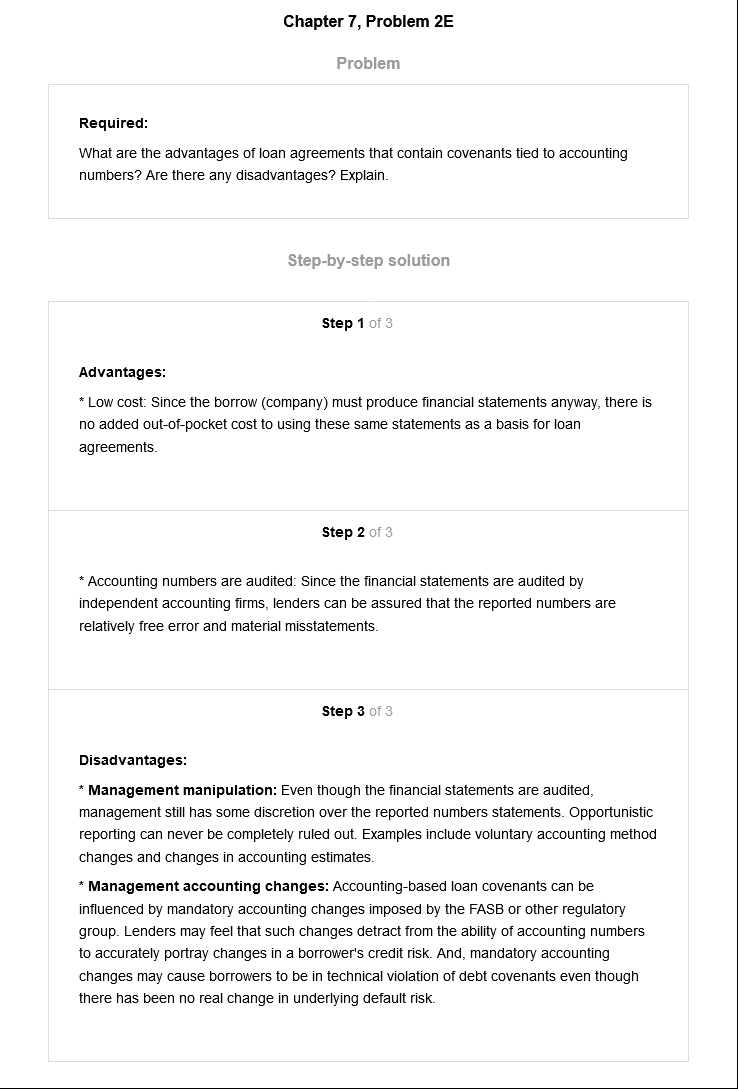 Chapter 7, Problem 2E
Problem
Required:
What are the advantages of loan agreements that contain covenants tied to accounting
numbers? Are there any disadvantages? Explain.
Step-by-step solution
Step 1 of 3
Advantages:
* Low cost: Since the borrow (company) must produce financial statements anyway, there is
no added out-of-pocket cost to using these same statements as a basis for loan
agreements.
Step 2 of 3
* Accounting numbers are audited: Since the financial statements are audited by
independent accounting firms, lenders can be assured that the reported numbers are
relatively free error and material misstatements.
Step 3 of 3
Disadvantages:
* Management manipulation: Even though the financial statements are audited,
management still has some discretion over the reported numbers statements. Opportunistic
reporting can never be completely ruled out. Examples include voluntary accounting method
changes and changes in accounting estimates.
* Management accounting changes: Accounting-based loan covenants can be
influenced by mandatory accounting changes imposed by the FASB or other regulatory
group. Lenders may feel that such changes detract from the ability of accounting numbers
to accurately portray changes in a borrower's credit risk. And, mandatory accounting
changes may cause borrowers to be in technical violation of debt covenants even though
there has been no real change in underlying default risk.